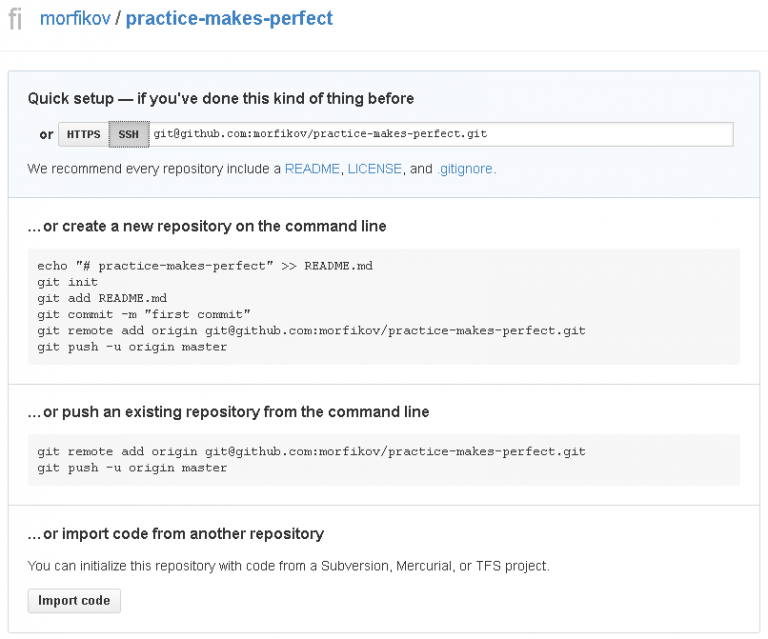 morfikov / practice-makes-perfect
Quick setup — if you've done this kind of thing before
or HTTPS SSH git@github.com:morfikov/practice-makes-perfect.git
We recommend every repository include a README, LICENSE, and .gitignore.
…or create a new repository on the command line
echo "# practice-makes-perfect" >> README.md
git init
git add README.md
git commit -m "first commit"
git remote add origin git@github.com:morfikov/practice-makes-perfect.git
git push -u origin master
…or push an existing repository from the command line
git remote add origin git@github.com:morfikov/practice-makes-perfect.git
git push -u origin master
…or import code from another repository
You can initialize this repository with code from a Subversion, Mercurial, or TFS project.
Import code